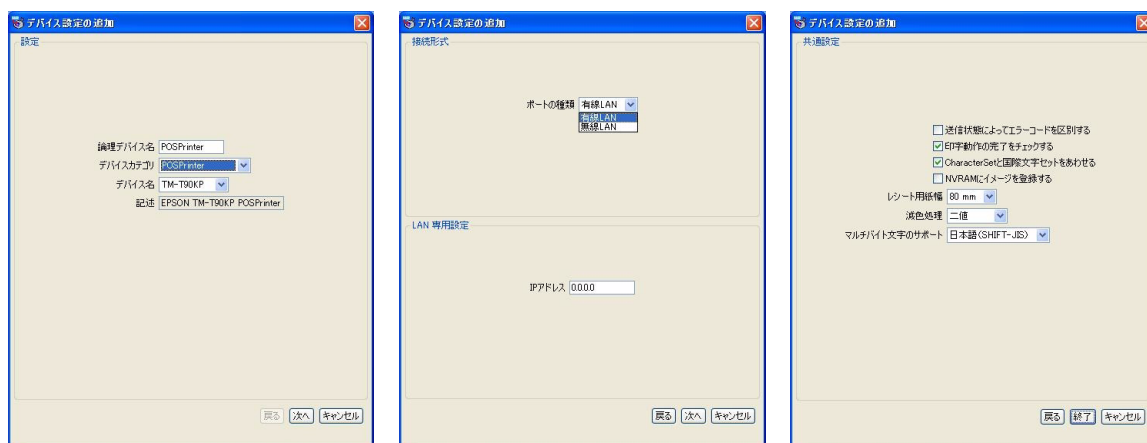 デバイス設定の追加
設定
論理デバイス名 POSPrinter
デバイスカテゴリ POSPrinter
デバイス名 TM-T90KP
記述 EPSON TM-T90KP POSPrinter
戻る 次へ キャンセル
デバイス設定の追加
接続形式
ポートの種類 有線LAN
有線LAN
無線LAN
LAN 専用設定
IPアドレス 0.0.0.0
戻る 次へ キャンセル
デバイス設定の追加
共通設定
送信状態によってエラーコードを区別する
印字動作の完了をチェックする
CharacterSetと国際文字セットをあわせる
NVRAMにイメージを登録する
レシート用紙幅 80 mm
減色処理 二値
マルチバイト文字のサポート 日本語(SHIFT-JIS)
戻る 終了 キャンセル